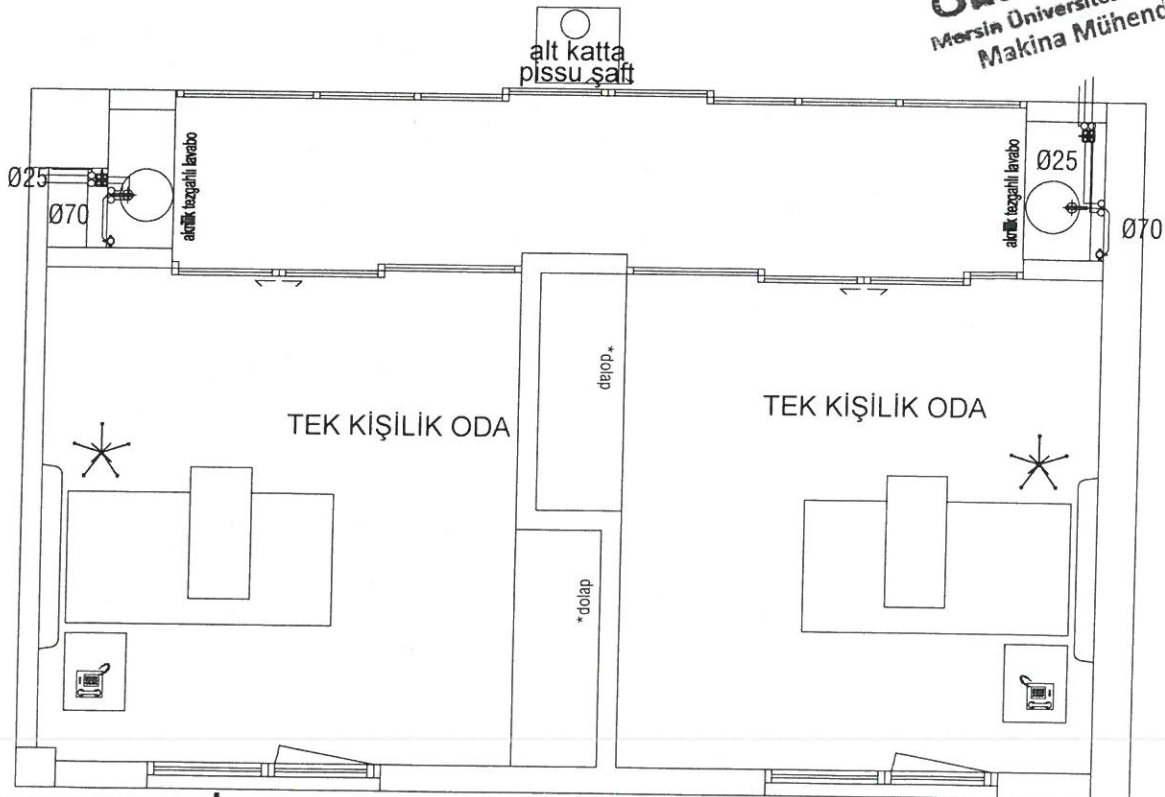 Mersin Üniversitesi
Makina Mühend
alt katta
pissu şaft
akrilik tezgahlı lavabo
akrilik tezgahlı lavabo
Ø25
Ø70
Ø25
Ø70
*dolap
TEK KİŞİLİK ODA
TEK KİŞİLİK ODA
*dolap